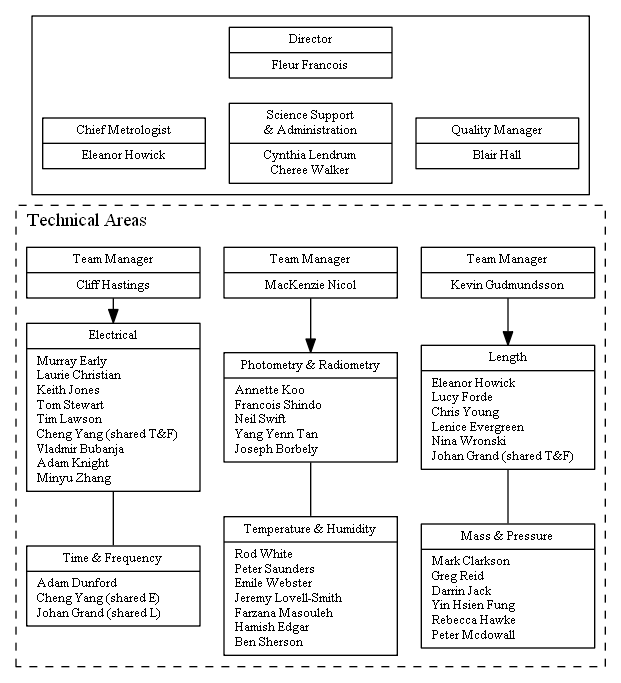 Director
Fleur Francois
Chief Metrologist
Eleanor Howick
Science Support
& Administration
Cynthia Lendrum
Cheree Walker
Quality Manager
Blair Hall
Technical Areas
Team Manager
Cliff Hastings
Electrical
Murray Early
Laurie Christian
Keith Jones
Tom Stewart
Tim Lawson
Cheng Yang (shared T&F)
Vladmir Bubanja
Adam Knight
Minyu Zhang
Time & Frequency
Adam Dunford
Cheng Yang (shared E)
Johan Grand (shared L)
Team Manager
MacKenzie Nicol
Photometry & Radiometry
Annette Koo
Francois Shindo
Neil Swift
Yang Yenn Tan
Joseph Borbely
Temperature & Humidity
Rod White
Peter Saunders
Emile Webster
Jeremy Lovell-Smith
Farzana Masouleh
Hamish Edgar
Ben Sherson
Team Manager
Kevin Gudmundsson
Length
Eleanor Howick
Lucy Forde
Chris Young
Lenice Evergreen
Nina Wronski
Johan Grand (shared T&F)
Mass & Pressure
Mark Clarkson
Greg Reid
Darrin Jack
Yin Hsien Fung
Rebecca Hawke
Peter Mcdowall